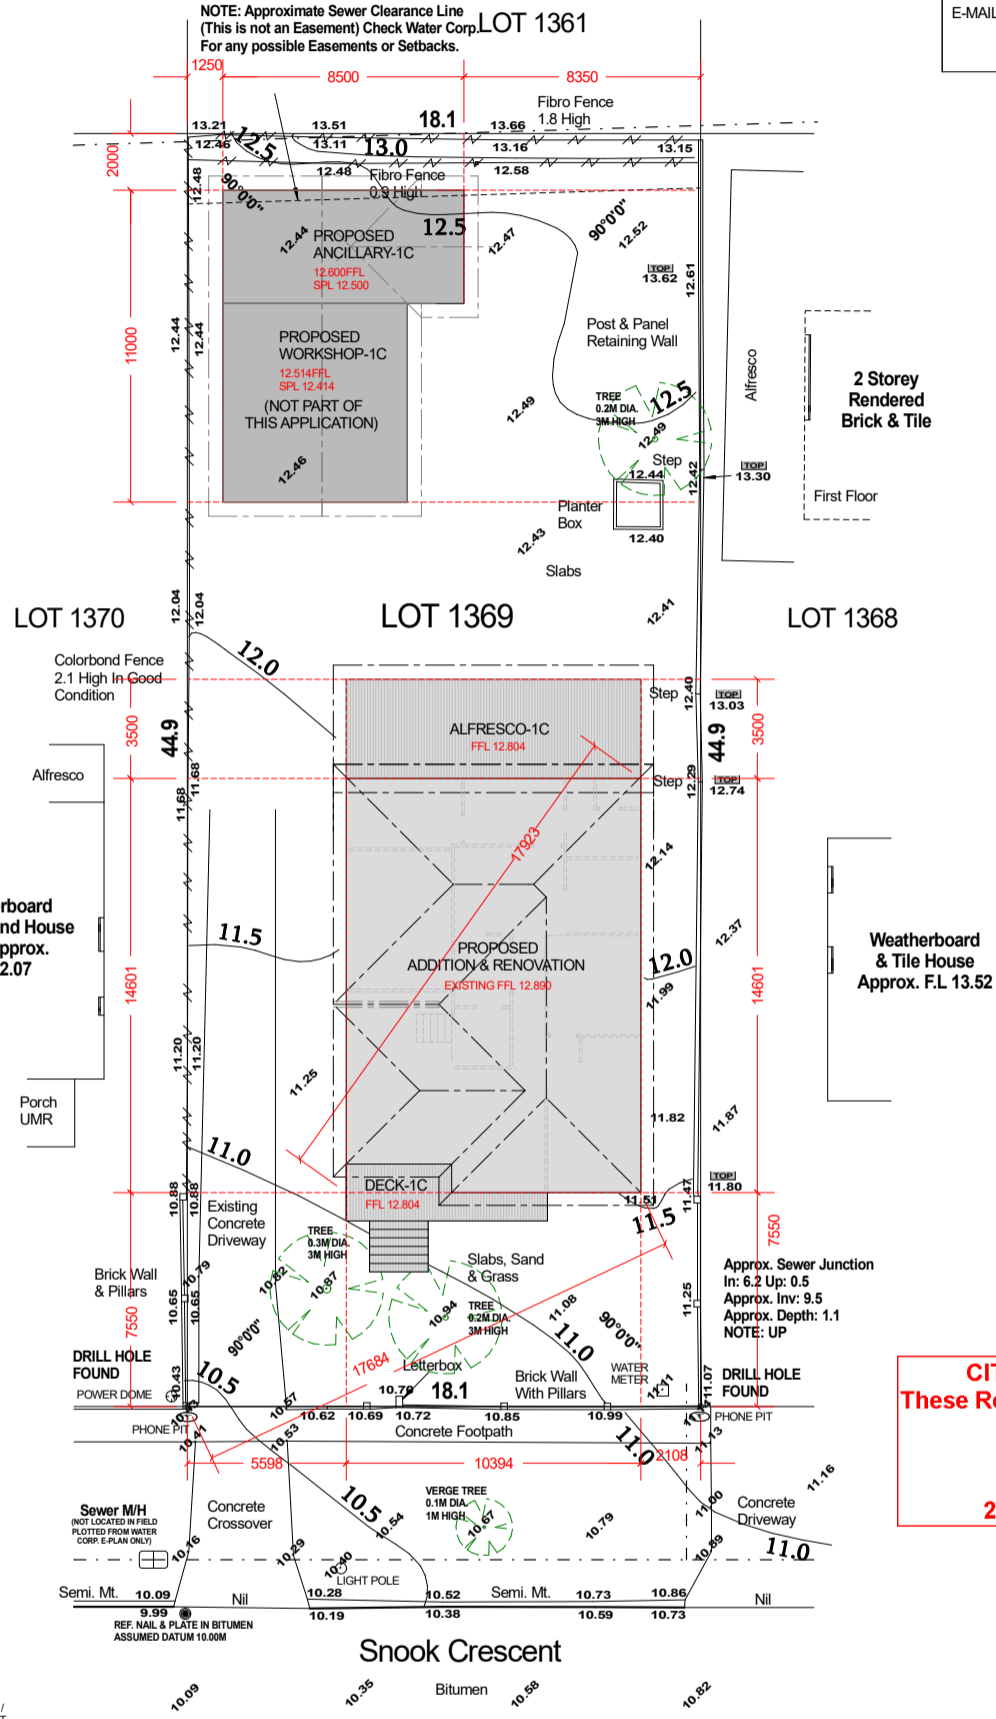 NOTE: Approximate Sewer Clearance Line
(This is not an Easement) Check Water Corp.
For any possible Easements or Setbacks.
LOT 1361
E-MAIL
1250
8500
8350
Fibro Fence
1.8 High
13.21
13.51
18.1
13.66
12.46
12.5
13.11
13.0
13.16
13.15
2000
12.48
12.48
Fibro Fence
0.9 High
12.58
90°0'0"
90°0'0"
12.44
PROPOSED
ANCILLARY-1C
12.600FFL
SPL 12.500
12.5
12.47
12.52
TOP
13.62
12.61
11000
12.44
12.44
PROPOSED
WORKSHOP-1C
12.514FFL
SPL 12.414
(NOT PART OF
THIS APPLICATION)
12.46
Post & Panel
Retaining Wall
Alfresco
2 Storey
Rendered
Brick & Tile
TREE
0.2M DIA.
3M HIGH
12.5
12.49
12.49
Step
12.44
12.42
TOP
13.30
First Floor
Planter
Box
12.40
12.43
Slabs
12.04
12.04
12.41
LOT 1370
LOT 1369
LOT 1368
Colorbond Fence
2.1 High In Good
Condition
12.0
Step
12.40
TOP
13.03
3500
44.9
ALFRESCO-1C
FFL 12.804
44.9
3500
Alfresco
11.68
11.68
Step
12.29
TOP
12.74
17923
12.14
rboard
nd House
pprox.
2.07
11.5
12.37
PROPOSED
ADDITION & RENOVATION
EXISTING FFL 12.890
12.0
11.99
Weatherboard
& Tile House
Approx. F.L 13.52
14601
14601
11.20
11.20
11.25
Porch
UMR
11.82
11.87
11.0
DECK-1C
FFL 12.804
TOP
11.80
10.88
10.88
11.51
11.47
11.5
Existing
Concrete
Driveway
TREE
0.3M DIA.
3M HIGH
7550
Slabs, Sand
& Grass
Approx. Sewer Junction
In: 6.2 Up: 0.5
Approx. Inv: 9.5
Approx. Depth: 1.1
NOTE: UP
Brick Wall
& Pillars
10.79
10.82
10.87
10.65
10.65
7550
10.94
TREE
0.2M DIA.
3M HIGH
11.08
11.25
90°0'0"
11.0
90°0'0"
DRILL HOLE
FOUND
POWER DOME
10.43
10.5
17684
Letterbox
10.70
18.1
Brick Wall
With Pillars
WATER
METER
11.11
11.07
DRILL HOLE
FOUND
CIT
These Re
2
10.57
10.62
10.69
10.72
10.85
10.99
PHONE PIT
PHONE PIT
10.41
10.53
Concrete Footpath
11.0
11.13
5598
10394
2108
Sewer M/H
(NOT LOCATED IN FIELD
PLOTTED FROM WATER
CORP. E-PLAN ONLY)
Concrete
Crossover
10.5
10.54
VERGE TREE
0.1M DIA.
1M HIGH
10.67
10.79
11.00
Concrete
Driveway
11.16
11.0
10.16
10.29
10.40
LIGHT POLE
10.89
Semi. Mt.
10.09
Nil
10.28
10.52
Semi. Mt.
10.73
10.86
Nil
9.99
10.19
10.38
10.59
10.73
REF. NAIL & PLATE IN BITUMEN
ASSUMED DATUM 10.00M
Snook Crescent
Bitumen
10.09
10.35
10.58
10.82